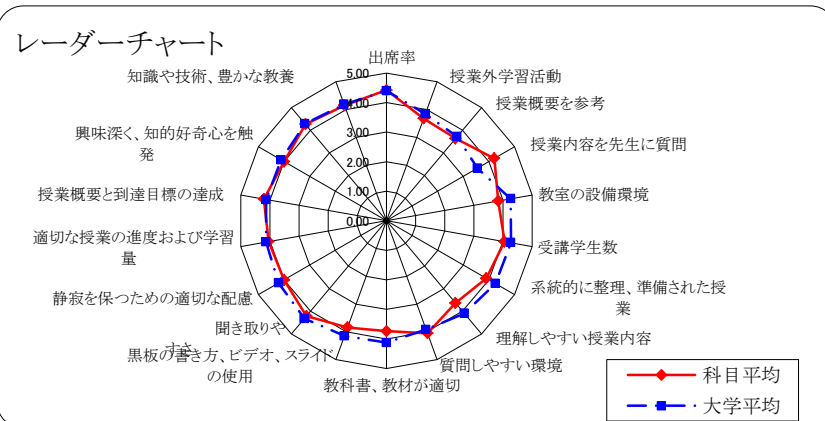 レーダーチャート
出席率
授業外学習活動
授業概要を参考
授業内容を先生に質問
教室の設備環境
受講学生数
系統的に整理、準備された授
業
理解しやすい授業内容
質問しやすい環境
教科書、教材が適切
黒板の書き方、ビデオ、スライド
の使用
聞き取りや
すさ
静寂を保つための適切な配慮
適切な授業の進度および学習
量
授業概要と到達目標の達成
興味深く、知的好奇心を触
発
知識や技術、豊かな教養
5.00
4.00
3.00
2.00
1.00
0.00
科目平均
大学平均